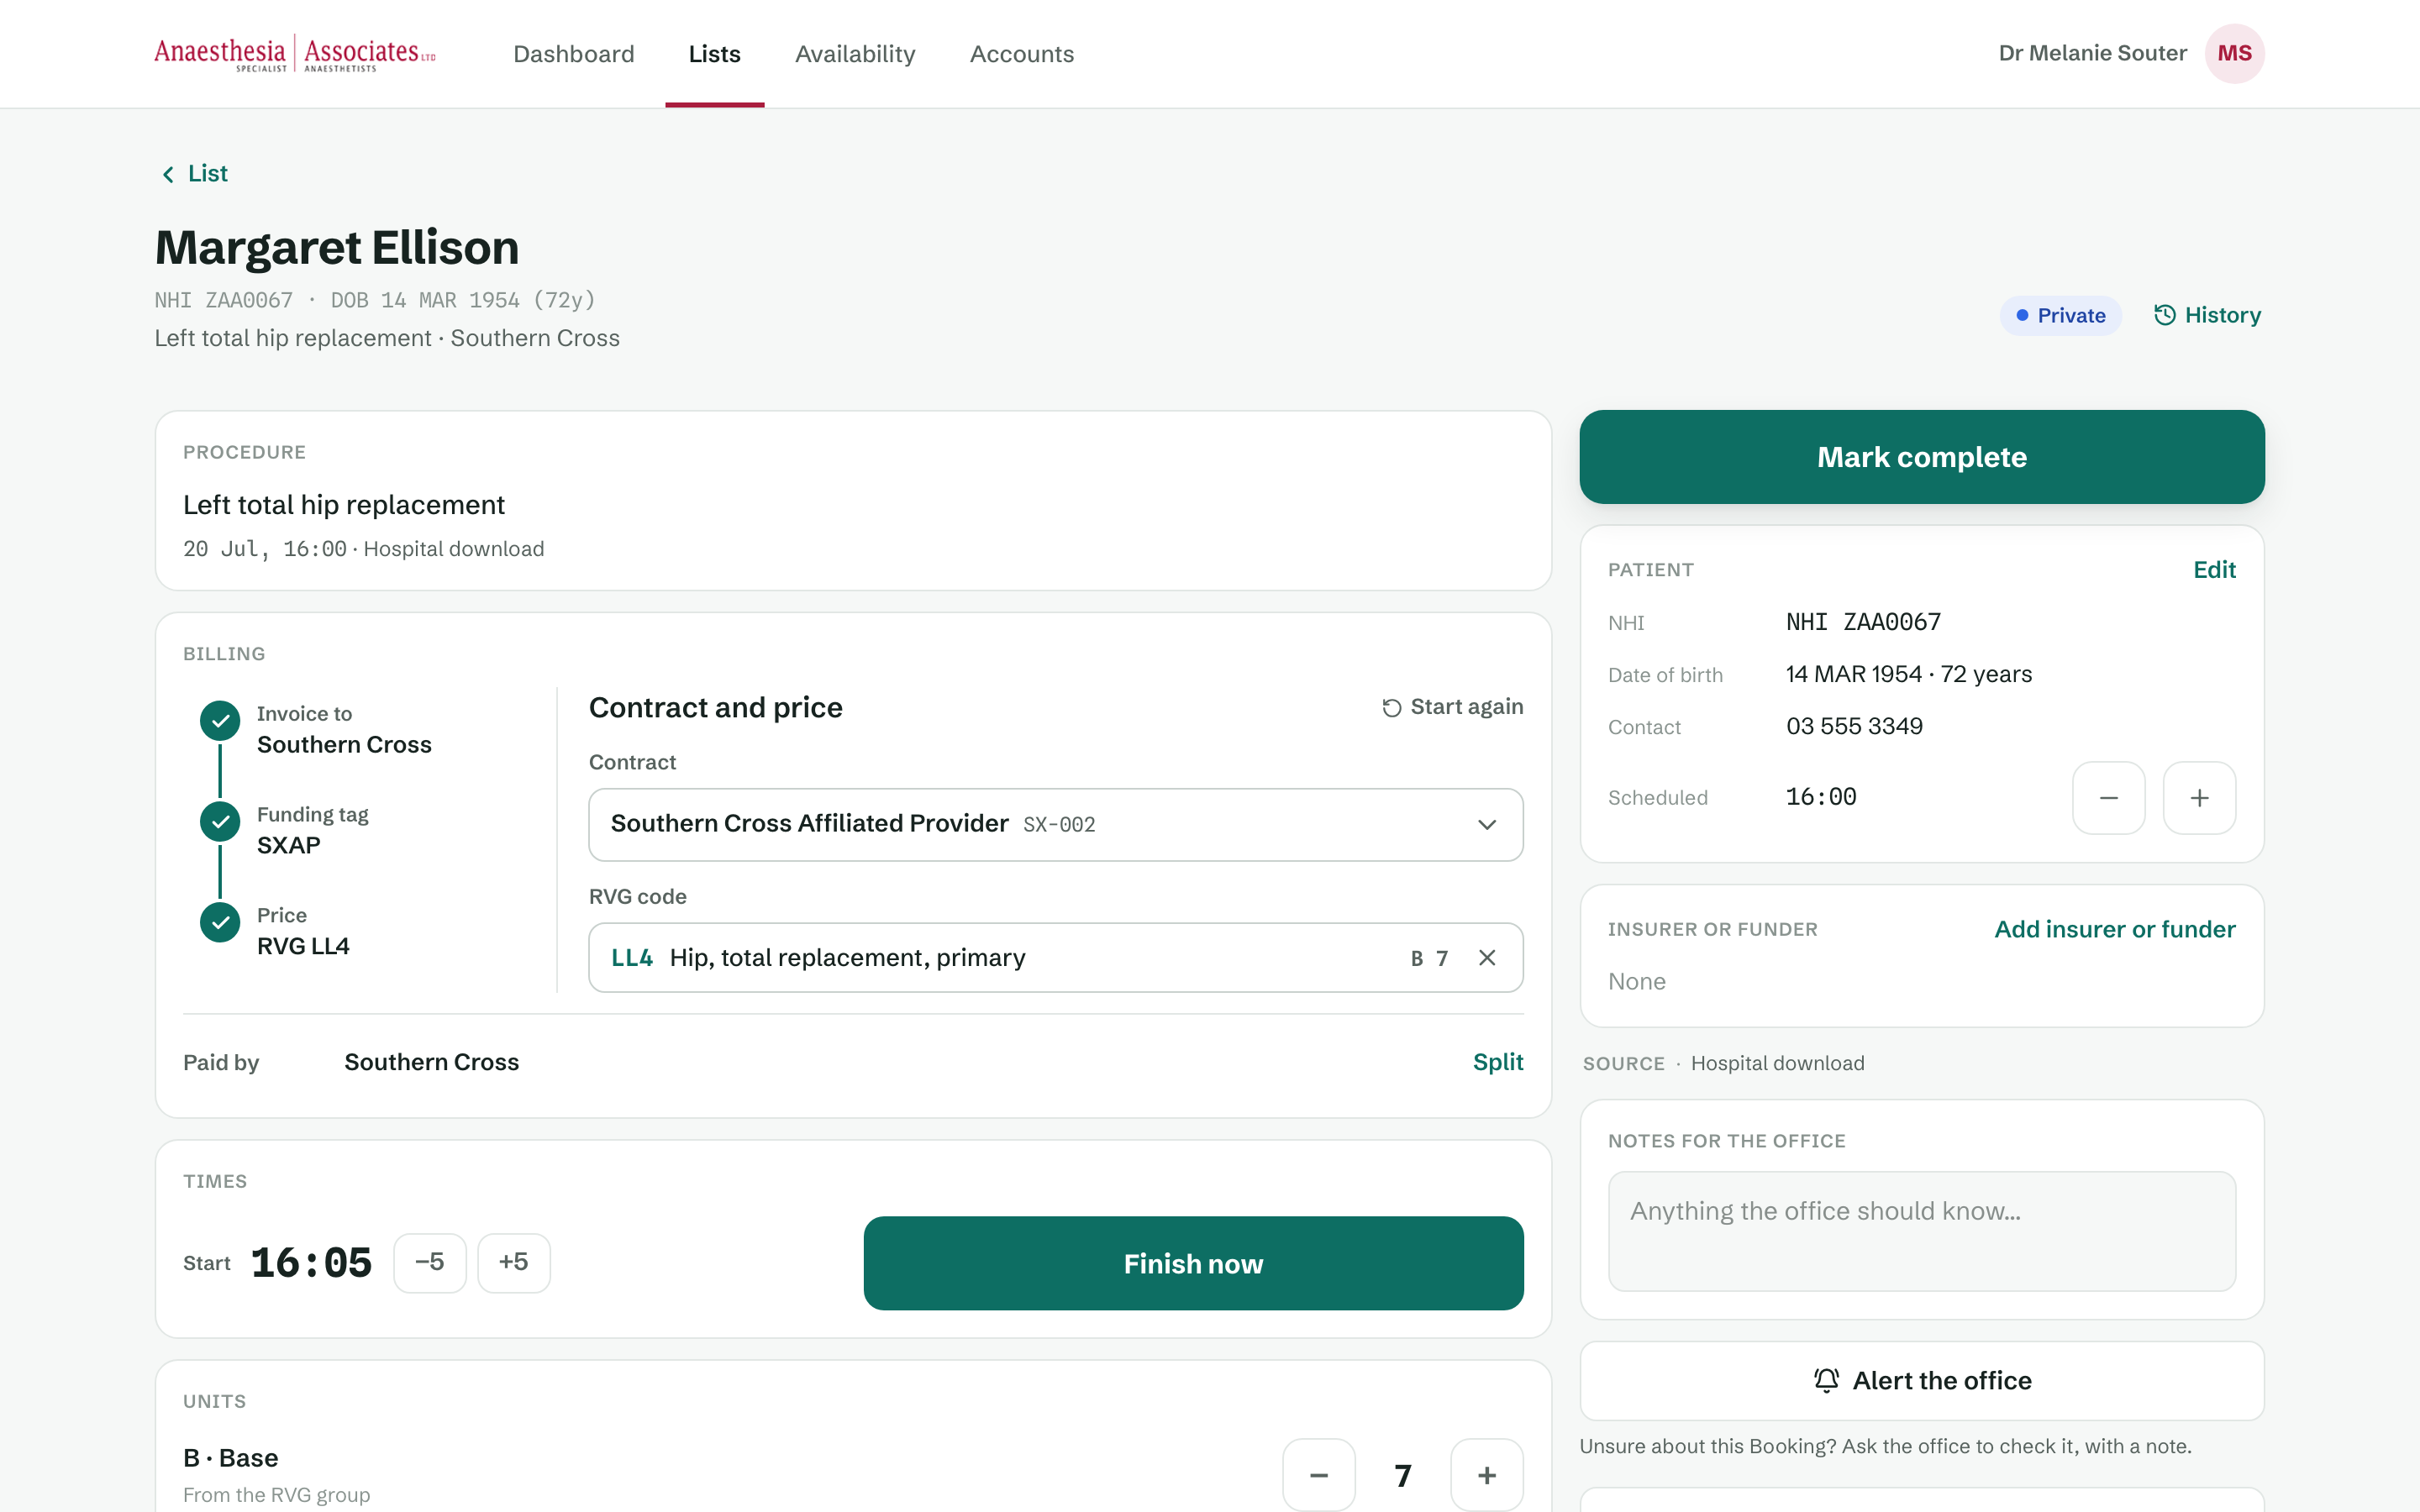 Anaesthesia Associates LTD
SPECIALIST ANAESTHETISTS
Dashboard
Lists
Availability
Accounts
Dr Melanie Souter
MS
List
Margaret Ellison
NHI ZAA0067 · DOB 14 MAR 1954 (72y)
Left total hip replacement · Southern Cross
Private
History
PROCEDURE
Left total hip replacement
20 Jul, 16:00 · Hospital download
BILLING
Invoice to
Southern Cross
Funding tag
SXAP
Price
RVG LL4
Contract and price
Start again
Contract
Southern Cross Affiliated Provider SX-002
RVG code
LL4 Hip, total replacement, primary B 7
Paid by Southern Cross Split
TIMES
Start 16:05 −5 +5
Finish now
UNITS
B · Base
From the RVG group
− 7 +
Mark complete
PATIENT Edit
NHI NHI ZAA0067
Date of birth 14 MAR 1954 · 72 years
Contact 03 555 3349
Scheduled 16:00 − +
INSURER OR FUNDER Add insurer or funder
None
SOURCE · Hospital download
NOTES FOR THE OFFICE
Anything the office should know...
Alert the office
Unsure about this Booking? Ask the office to check it, with a note.